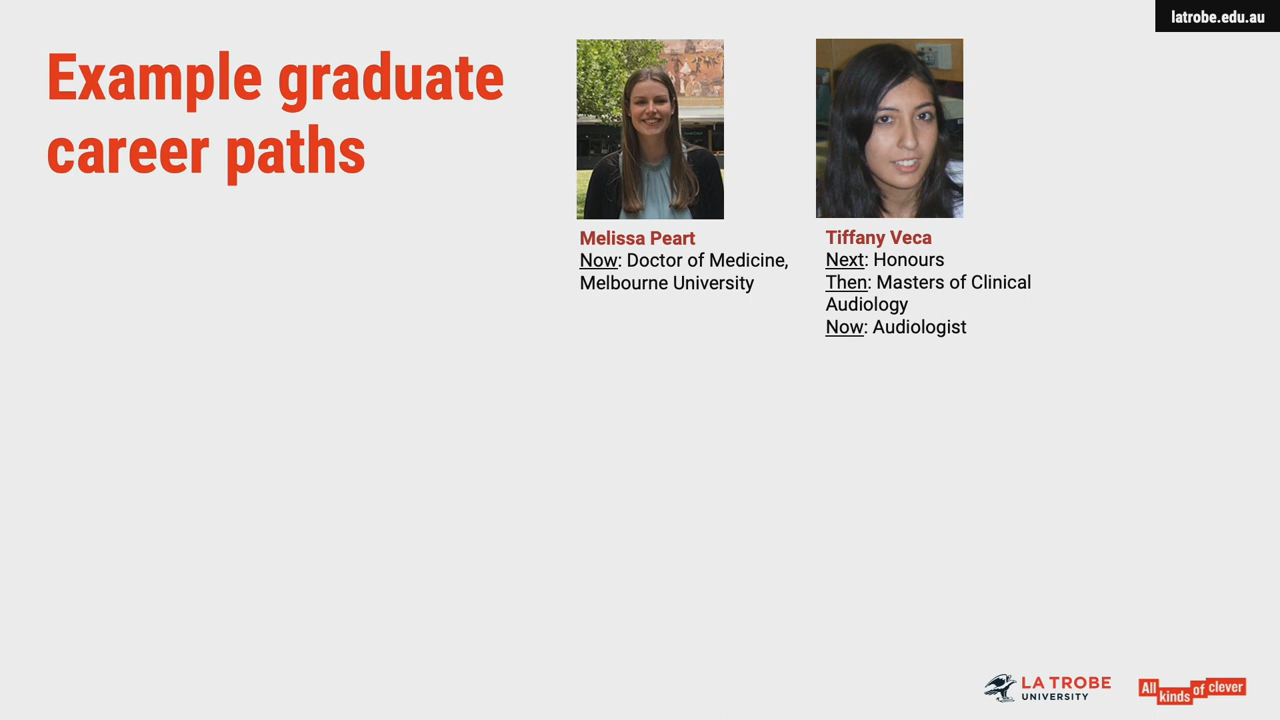 latrobe.edu.au
Example graduate
career paths
Melissa Peart
Now: Doctor of Medicine,
Melbourne University
Tiffany Veca
Next: Honours
Then: Masters of Clinical
Audiology
Now: Audiologist
LA TROBE
UNIVERSITY
All kinds of clever